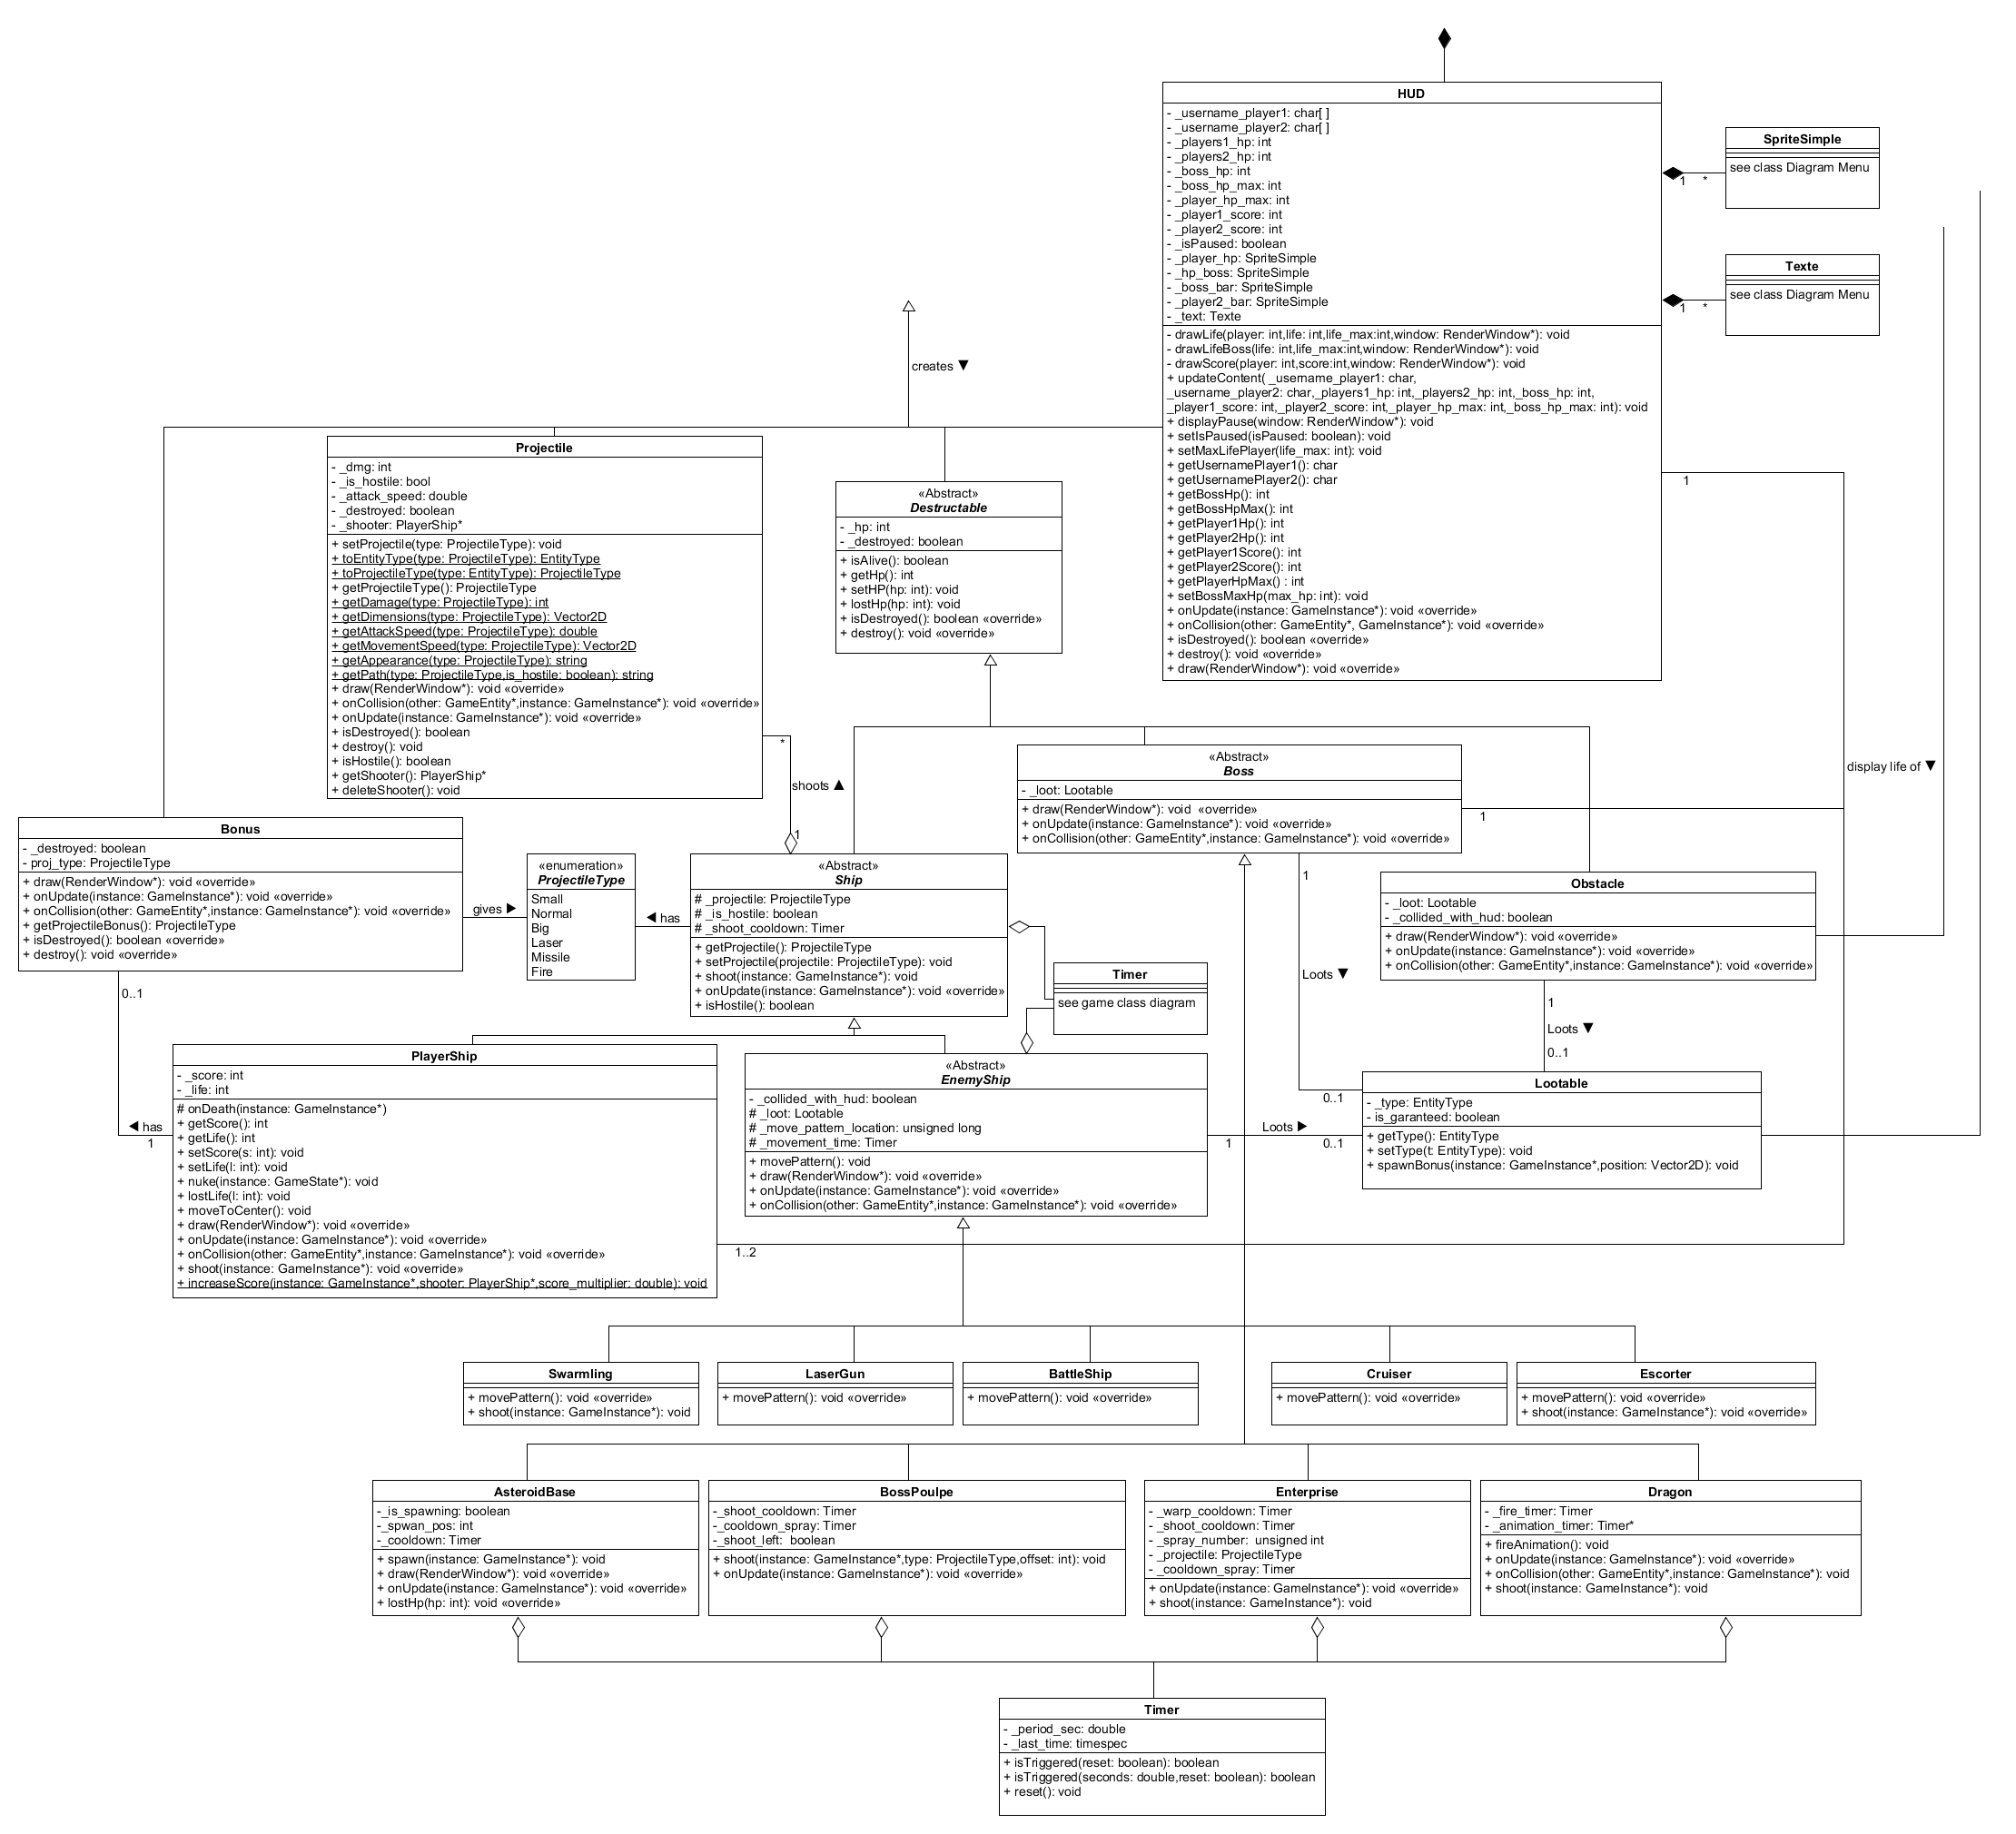 HUD
- _username_player1: char[ ]
- _username_player2: char[ ]
- _players1_hp: int
- _players2_hp: int
- _boss_hp: int
- _boss_hp_max: int
- _player_hp_max: int
- _player1_score: int
- _player2_score: int
- _isPaused: boolean
- _player_hp: SpriteSimple
- _hp_boss: SpriteSimple
- _boss_bar: SpriteSimple
- _player2_bar: SpriteSimple
- _text: Texte
- drawLife(player: int,life: int,life_max:int,window: RenderWindow*): void
- drawLifeBoss(life: int,life_max:int,window: RenderWindow*): void
- drawScore(player: int,score:int,window: RenderWindow*): void
+ updateContent( _username_player1: char,
_username_player2: char,_players1_hp: int,_players2_hp: int,_boss_hp: int,
_player1_score: int,_player2_score: int,_player_hp_max: int,_boss_hp_max: int): void
+ displayPause(window: RenderWindow*): void
+ setIsPaused(isPaused: boolean): void
+ setMaxLifePlayer(life_max: int): void
+ getUsernamePlayer1(): char
+ getUsernamePlayer2(): char
+ getBossHp(): int
+ getBossHpMax(): int
+ getPlayer1Hp(): int
+ getPlayer2Hp(): int
+ getPlayer1Score(): int
+ getPlayer2Score(): int
+ getPlayerHpMax() : int
+ setBossMaxHp(max_hp: int): void
+ onUpdate(instance: GameInstance*): void «override»
+ onCollision(other: GameEntity*, GameInstance*): void «override»
+ isDestroyed(): boolean «override»
+ destroy(): void «override»
+ draw(RenderWindow*): void «override»
SpriteSimple
see class Diagram Menu
1 *
Texte
see class Diagram Menu
1 *
creates ▼
Projectile
- _dmg: int
- _is_hostile: bool
- _attack_speed: double
- _destroyed: boolean
- _shooter: PlayerShip*
+ setProjectile(type: ProjectileType): void
+ toEntityType(type: ProjectileType): EntityType
+ toProjectileType(type: EntityType): ProjectileType
+ getProjectileType(): ProjectileType
+ getDamage(type: ProjectileType): int
+ getDimensions(type: ProjectileType): Vector2D
+ getAttackSpeed(type: ProjectileType): double
+ getMovementSpeed(type: ProjectileType): Vector2D
+ getAppearance(type: ProjectileType): string
+ getPath(type: ProjectileType,is_hostile: boolean): string
+ draw(RenderWindow*): void «override»
+ onCollision(other: GameEntity*,instance: GameInstance*): void «override»
+ onUpdate(instance: GameInstance*): void «override»
+ isDestroyed(): boolean
+ destroy(): void
+ isHostile(): boolean
+ getShooter(): PlayerShip*
+ deleteShooter(): void
«Abstract»
Destructable
- _hp: int
- _destroyed: boolean
+ isAlive(): boolean
+ getHp(): int
+ setHP(hp: int): void
+ lostHp(hp: int): void
+ isDestroyed(): boolean «override»
+ destroy(): void «override»
1
*
shoots ▲
1
«Abstract»
Boss
- _loot: Lootable
+ draw(RenderWindow*): void «override»
+ onUpdate(instance: GameInstance*): void «override»
+ onCollision(other: GameEntity*,instance: GameInstance*): void «override»
1
display life of ▼
Bonus
- _destroyed: boolean
- proj_type: ProjectileType
+ draw(RenderWindow*): void «override»
+ onUpdate(instance: GameInstance*): void «override»
+ onCollision(other: GameEntity*,instance: GameInstance*): void «override»
+ getProjectileBonus(): ProjectileType
+ isDestroyed(): boolean «override»
+ destroy(): void «override»
gives ▶
«enumeration»
ProjectileType
Small
Normal
Big
Laser
Missile
Fire
◀ has
«Abstract»
Ship
# _projectile: ProjectileType
# _is_hostile: boolean
# _shoot_cooldown: Timer
+ getProjectile(): ProjectileType
+ setProjectile(projectile: ProjectileType): void
+ shoot(instance: GameInstance*): void
+ onUpdate(instance: GameInstance*): void «override»
+ isHostile(): boolean
Timer
see game class diagram
1
Loots ▼
0..1
Obstacle
- _loot: Lootable
- _collided_with_hud: boolean
+ draw(RenderWindow*): void «override»
+ onUpdate(instance: GameInstance*): void «override»
+ onCollision(other: GameEntity*,instance: GameInstance*): void «override»
1
Loots ▼
0..1
0..1
◀ has
1
PlayerShip
- _score: int
- _life: int
# onDeath(instance: GameInstance*)
+ getScore(): int
+ getLife(): int
+ setScore(s: int): void
+ setLife(l: int): void
+ nuke(instance: GameState*): void
+ lostLife(l: int): void
+ moveToCenter(): void
+ draw(RenderWindow*): void «override»
+ onUpdate(instance: GameInstance*): void «override»
+ onCollision(other: GameEntity*,instance: GameInstance*): void «override»
+ shoot(instance: GameInstance*): void «override»
+ increaseScore(instance: GameInstance*,shooter: PlayerShip*,score_multiplier: double): void
1..2
«Abstract»
EnemyShip
- _collided_with_hud: boolean
# _loot: Lootable
# _move_pattern_location: unsigned long
# _movement_time: Timer
+ movePattern(): void
+ draw(RenderWindow*): void «override»
+ onUpdate(instance: GameInstance*): void «override»
+ onCollision(other: GameEntity*,instance: GameInstance*): void «override»
Loots ▶
1 0..1
Lootable
- _type: EntityType
- is_garanteed: boolean
+ getType(): EntityType
+ setType(t: EntityType): void
+ spawnBonus(instance: GameInstance*,position: Vector2D): void
Swarmling
+ movePattern(): void «override»
+ shoot(instance: GameInstance*): void
LaserGun
+ movePattern(): void «override»
BattleShip
+ movePattern(): void «override»
Cruiser
+ movePattern(): void «override»
Escorter
+ movePattern(): void «override»
+ shoot(instance: GameInstance*): void «override»
AsteroidBase
-_is_spawning: boolean
-_spwan_pos: int
-_cooldown: Timer
+ spawn(instance: GameInstance*): void
+ draw(RenderWindow*): void «override»
+ onUpdate(instance: GameInstance*): void «override»
+ lostHp(hp: int): void «override»
BossPoulpe
-_shoot_cooldown: Timer
-_cooldown_spray: Timer
-_shoot_left: boolean
+ shoot(instance: GameInstance*,type: ProjectileType,offset: int): void
+ onUpdate(instance: GameInstance*): void «override»
Enterprise
- _warp_cooldown: Timer
- _shoot_cooldown: Timer
- _spray_number: unsigned int
- _projectile: ProjectileType
- _cooldown_spray: Timer
+ onUpdate(instance: GameInstance*): void «override»
+ shoot(instance: GameInstance*): void
Dragon
- _fire_timer: Timer
- _animation_timer: Timer*
+ fireAnimation(): void
+ onUpdate(instance: GameInstance*): void «override»
+ onCollision(other: GameEntity*,instance: GameInstance*): void
+ shoot(instance: GameInstance*): void
Timer
- _period_sec: double
- _last_time: timespec
+ isTriggered(reset: boolean): boolean
+ isTriggered(seconds: double,reset: boolean): boolean
+ reset(): void